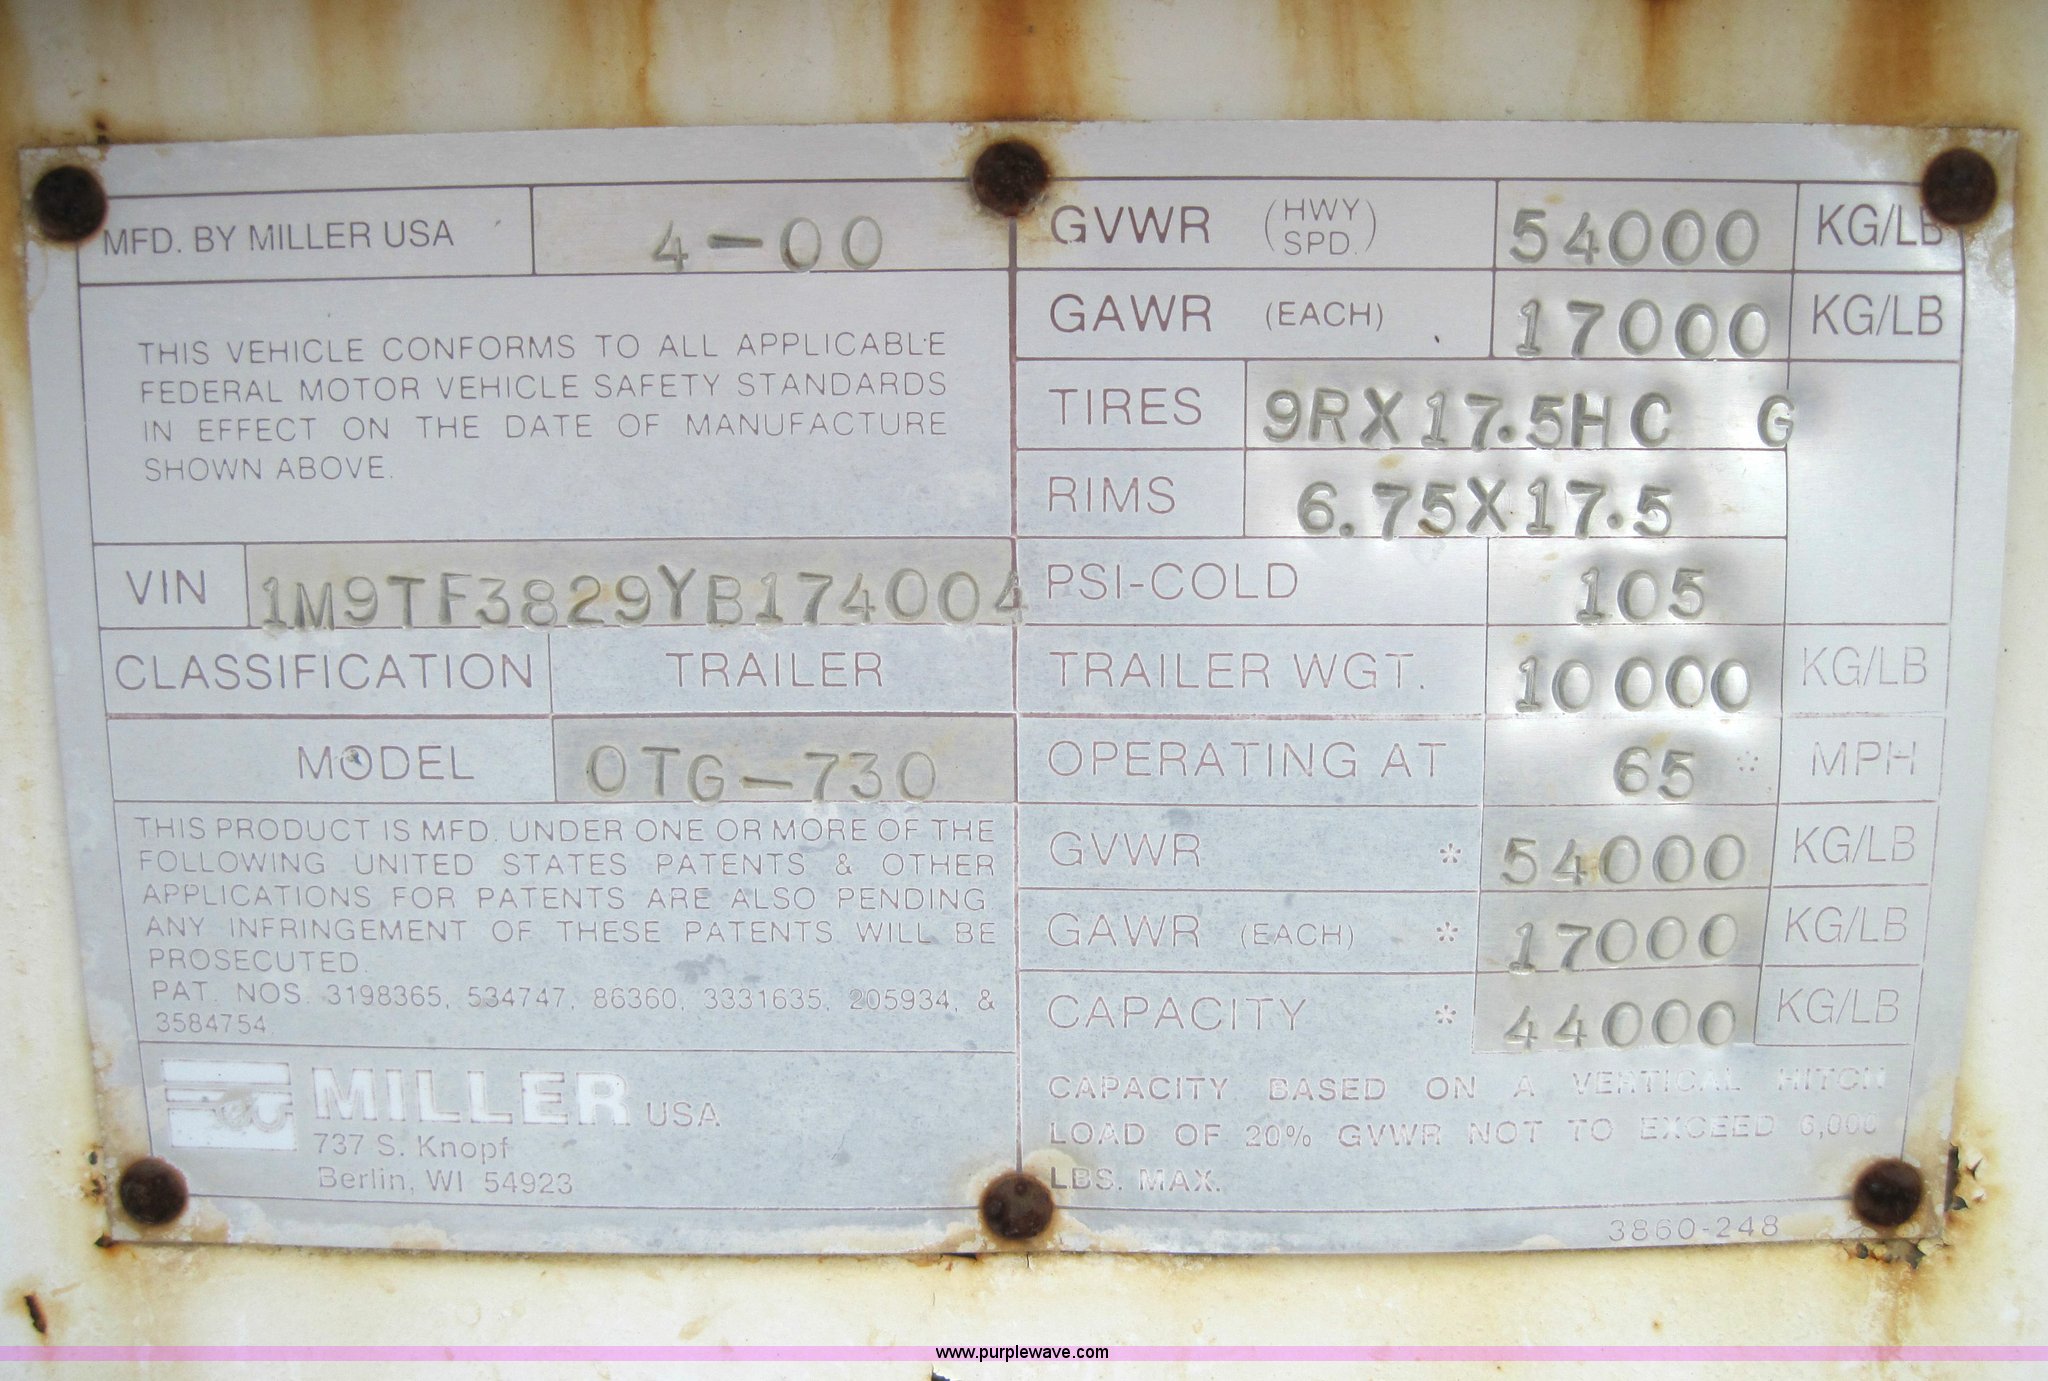 MFD. BY MILLER USA 4-00
THIS VEHICLE CONFORMS TO ALL APPLICABLE
FEDERAL MOTOR VEHICLE SAFETY STANDARDS
IN EFFECT ON THE DATE OF MANUFACTURE
SHOWN ABOVE.
VIN 1M9TF3829YB174004
CLASSIFICATION TRAILER
MODEL OTG-730
THIS PRODUCT IS MFD. UNDER ONE OR MORE OF THE
FOLLOWING UNITED STATES PATENTS & OTHER
APPLICATIONS FOR PATENTS ARE ALSO PENDING
ANY INFRINGEMENT OF THESE PATENTS WILL BE
PROSECUTED.
PAT. NOS. 3198365, 534747, 86360, 3331635, 205934, &
3584754
MILLER USA
737 S. Knopf
Berlin, WI 54923
GVWR (HWY SPD.) 54000 KG/LB
GAWR (EACH) 17000 KG/LB
TIRES 9RX17.5HC G
RIMS 6.75X17.5
PSI-COLD 105
TRAILER WGT. 10000 KG/LB
OPERATING AT 65 * MPH
GVWR * 54000 KG/LB
GAWR (EACH) * 17000 KG/LB
CAPACITY * 44000 KG/LB
CAPACITY BASED ON A VERTICAL HITCH
LOAD OF 20% GVWR NOT TO EXCEED 6,000
LBS. MAX.
3860-248
www.purplewave.com